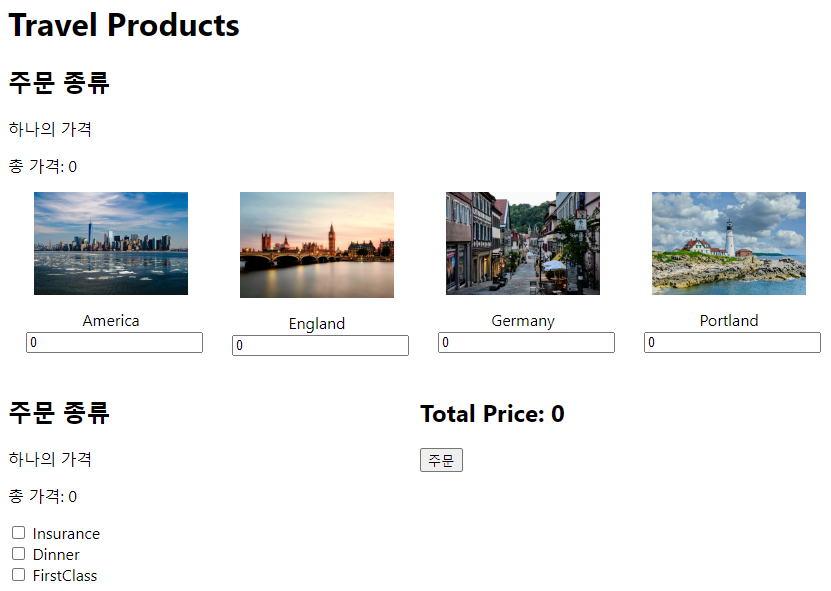 Travel Products
주문 종류
하나의 가격
총 가격: 0
America
England
Germany
Portland
0
0
0
0
주문 종류
하나의 가격
총 가격: 0
Insurance
Dinner
FirstClass
Total Price: 0
주문